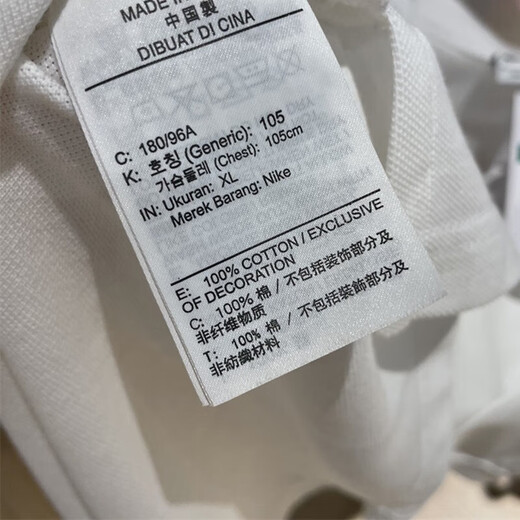 MADE IN
中國製
DIBUAT DI CINA
C: 180/96A
K: 호칭 (Generic): 105
가슴둘레 (Chest): 105cm
IN: Ukuran: XL
Merek Barang: Nike
E: 100% COTTON / EXCLUSIVE
OF DECORATION
C: 100% 棉 / 不包括装饰部分及
非纤维物质
T: 100% 棉 / 不包括裝飾部分及
非紡織材料